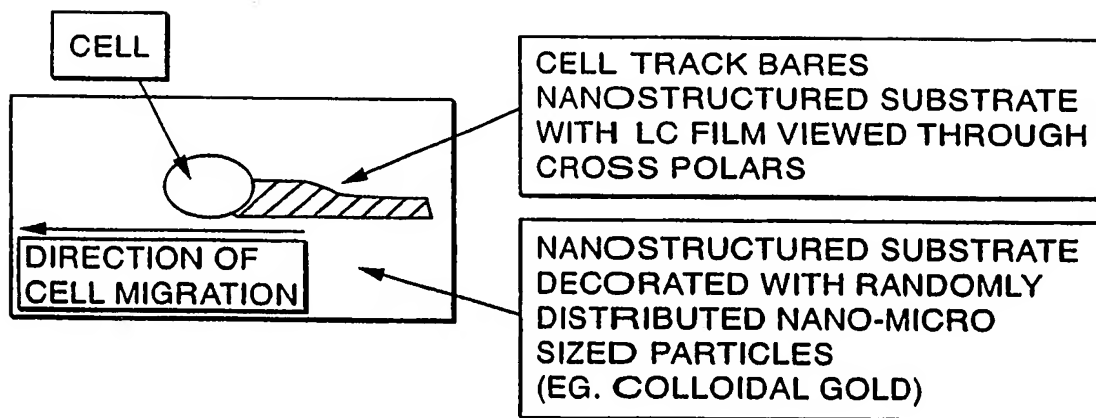 CELL
CELL TRACK BARES
NANOSTRUCTURED SUBSTRATE
WITH LC FILM VIEWED THROUGH
CROSS POLARS
DIRECTION OF
CELL MIGRATION
NANOSTRUCTURED SUBSTRATE
DECORATED WITH RANDOMLY
DISTRIBUTED NANO-MICRO
SIZED PARTICLES
(EG. COLLOIDAL GOLD)